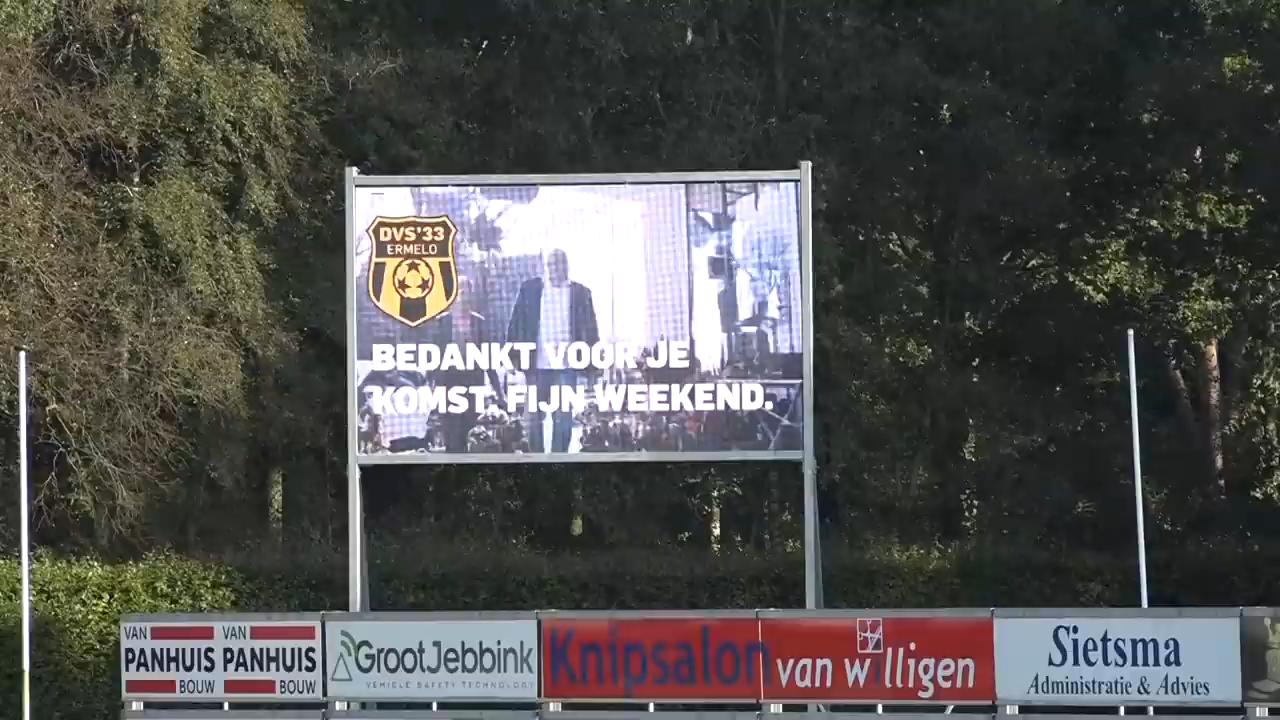 DVS'33
ERMELO
BEDANKT VOOR JE
KOMST. FIJN WEEKEND.
VAN VAN
PANHUIS PANHUIS
BOUW BOUW
GrootJebbink
VEHICLE SAFETY TECHNOLOGY
Knipsalon
van willigen
Sietsma
Administratie & Advies